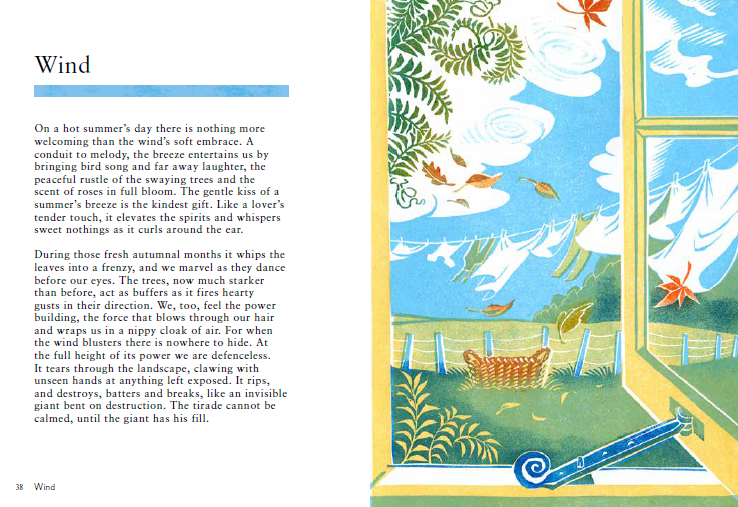 Wind
On a hot summer's day there is nothing more
welcoming than the wind's soft embrace. A
conduit to melody, the breeze entertains us by
bringing bird song and far away laughter, the
peaceful rustle of the swaying trees and the
scent of roses in full bloom. The gentle kiss of a
summer's breeze is the kindest gift. Like a lover's
tender touch, it elevates the spirits and whispers
sweet nothings as it curls around the ear.
During those fresh autumnal months it whips the
leaves into a frenzy, and we marvel as they dance
before our eyes. The trees, now much starker
than before, act as buffers as it fires hearty
gusts in their direction. We, too, feel the power
building, the force that blows through our hair
and wraps us in a nippy cloak of air. For when
the wind blusters there is nowhere to hide. At
the full height of its power we are defenceless.
It tears through the landscape, clawing with
unseen hands at anything left exposed. It rips,
and destroys, batters and breaks, like an invisible
giant bent on destruction. The tirade cannot be
calmed, until the giant has his fill.
38 Wind